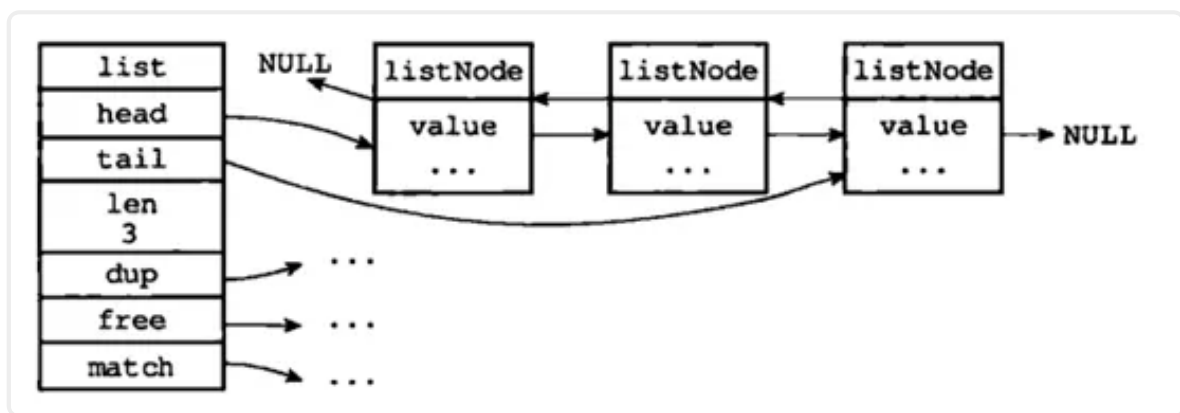 list
head
tail
len
3
dup
free
match
NULL
listNode
value
...
listNode
value
...
listNode
value
...
NULL
...
...
...